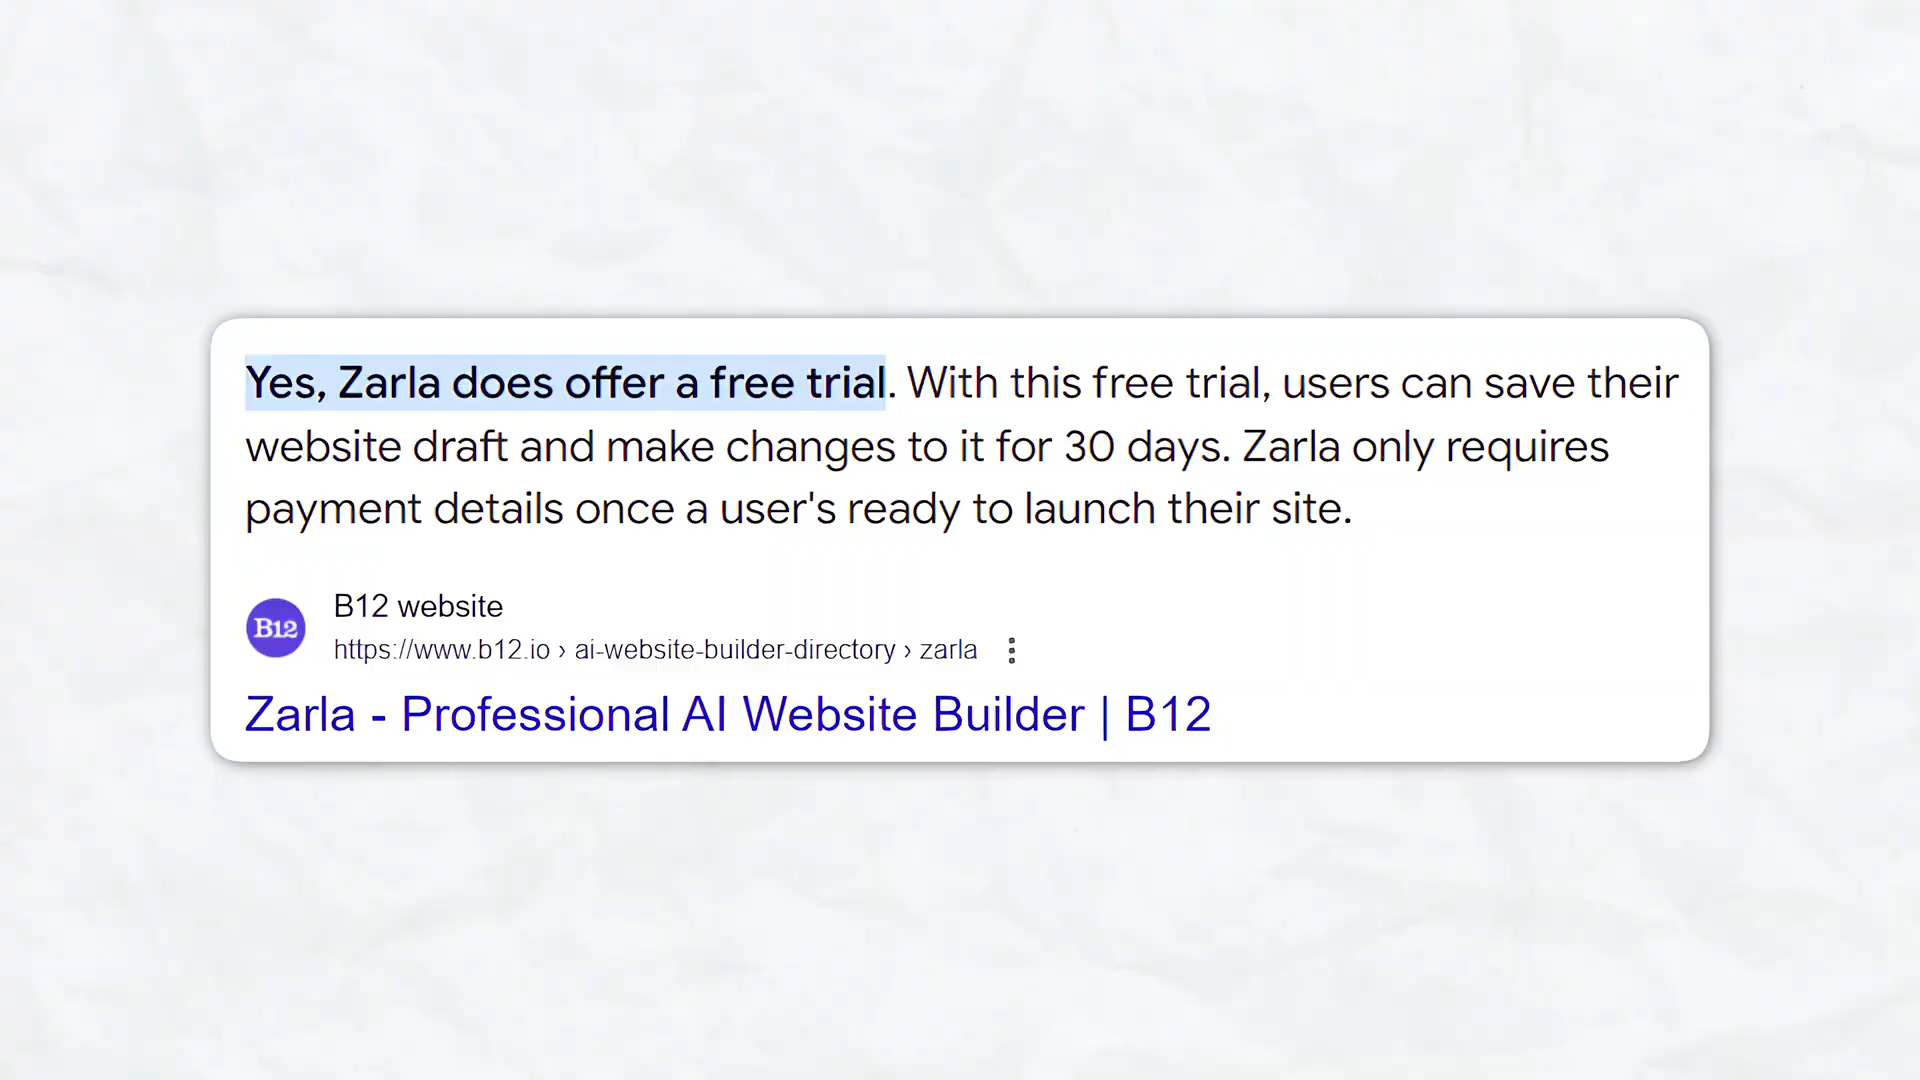 Yes, Zarla does offer a free trial. With this free trial, users can save their
website draft and make changes to it for 30 days. Zarla only requires
payment details once a user's ready to launch their site.
B12
B12 website
https://www.b12.io › ai-website-builder-directory › zarla
Zarla - Professional AI Website Builder | B12